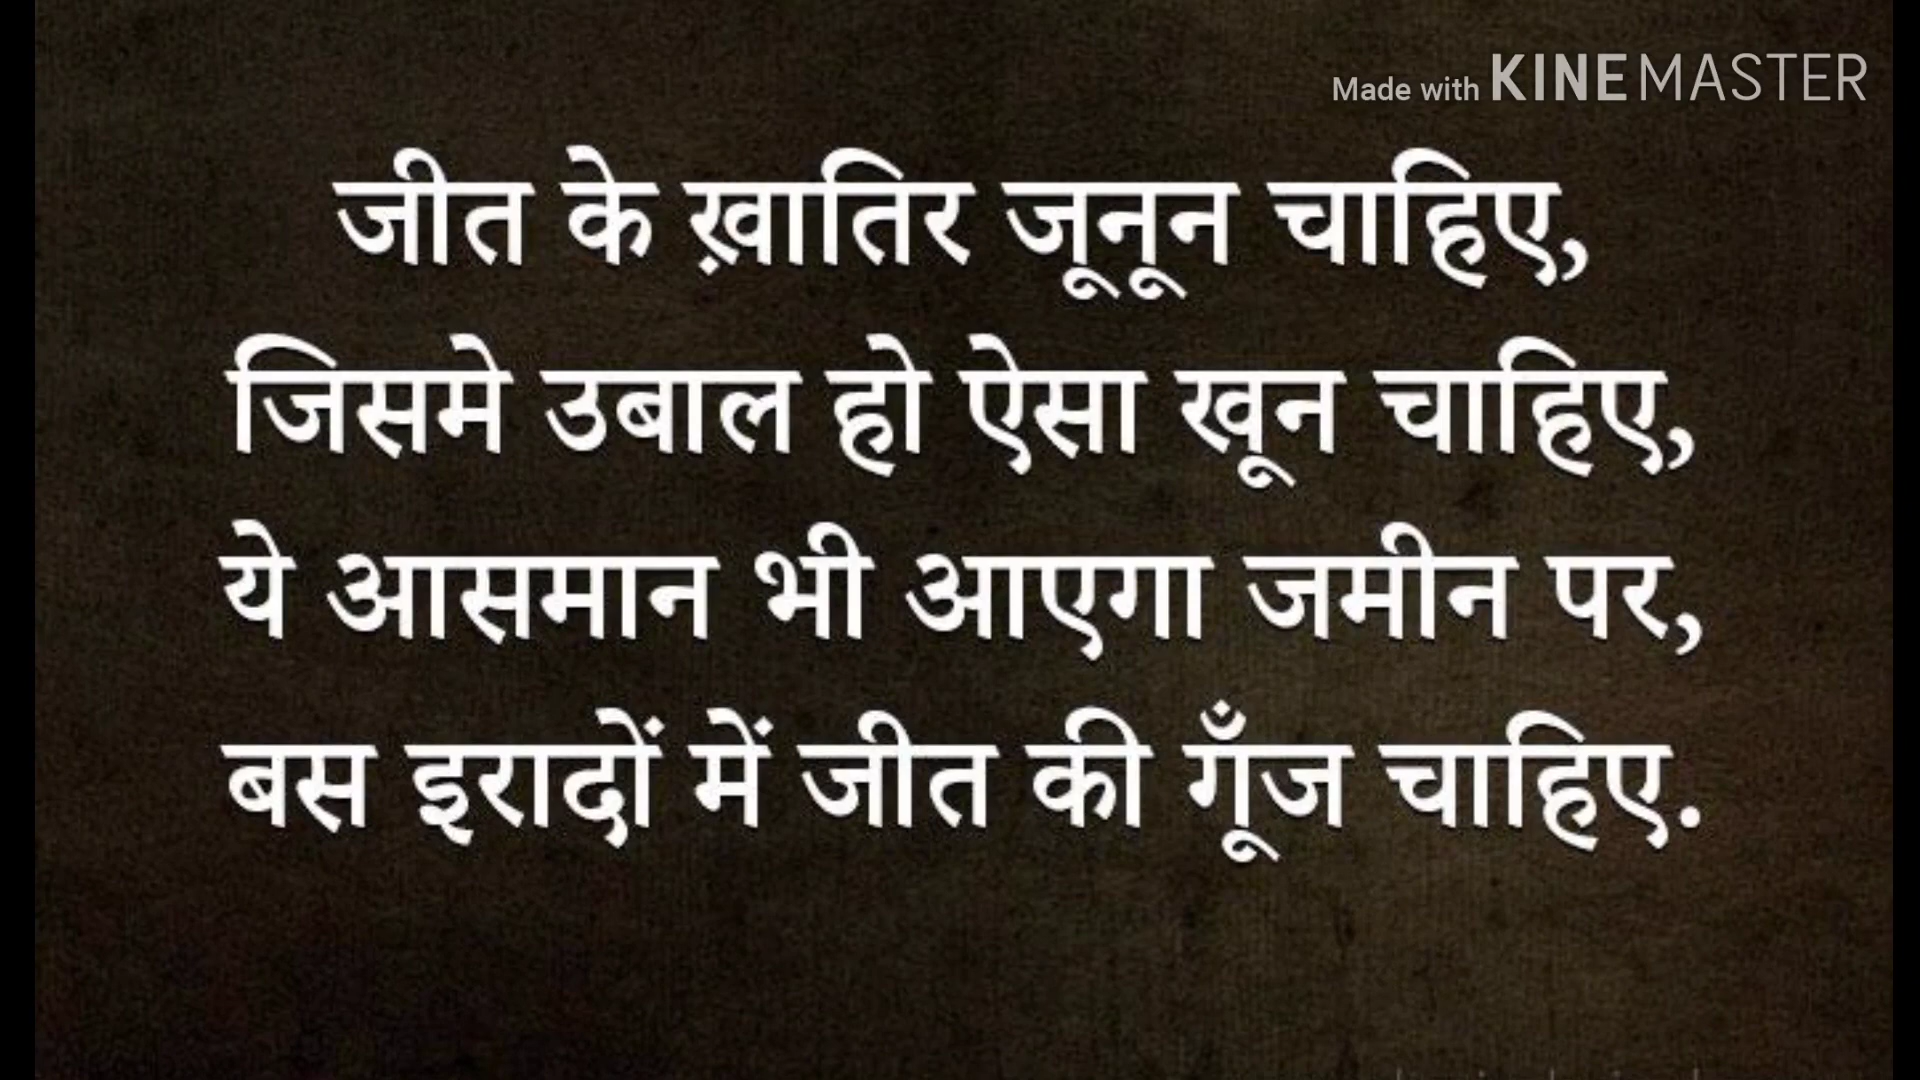 Made with KINEMASTER
जीत के ख़ातिर जूनून चाहिए,
जिसमे उबाल हो ऐसा खून चाहिए,
ये आसमान भी आएगा जमीन पर,
बस इरादों में जीत की गूँज चाहिए.